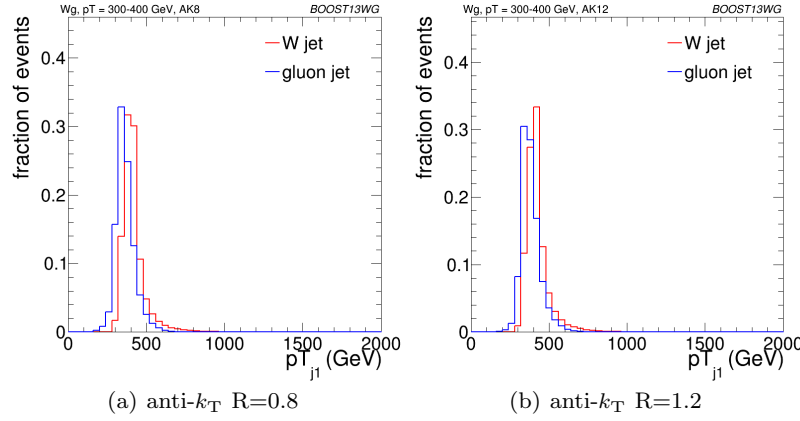 Wg, pT = 300-400 GeV, AK8 BOOST13WG
fraction of events
W jet
gluon jet
0.4
0.3
0.2
0.1
0
0 500 1000 1500 2000
pT_j1 (GeV)
(a) anti-k_T R=0.8
Wg, pT = 300-400 GeV, AK12 BOOST13WG
fraction of events
W jet
gluon jet
0.4
0.3
0.2
0.1
0
0 500 1000 1500 2000
pT_j1 (GeV)
(b) anti-k_T R=1.2